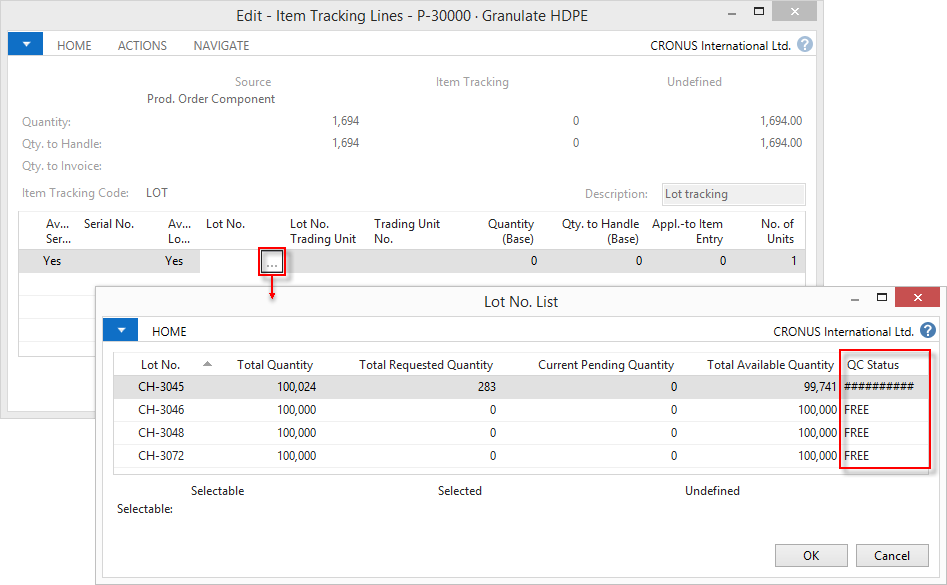 Edit - Item Tracking Lines - P-30000 · Granulate HDPE
HOME ACTIONS NAVIGATE CRONUS International Ltd. ?
Source Item Tracking Undefined
Prod. Order Component
Quantity: 1,694 0 1,694.00
Qty. to Handle: 1,694 0 1,694.00
Qty. to Invoice:
Item Tracking Code: LOT Description: Lot tracking
Av... Serial No. Av... Lot No. Lot No. Trading Unit Quantity Qty. to Handle Appl.-to Item No. of
Ser... Lo... Trading Unit No. (Base) (Base) Entry Units
Yes Yes ... 0 0 0 1
Lot No. List
HOME CRONUS International Ltd. ?
Lot No. Total Quantity Total Requested Quantity Current Pending Quantity Total Available Quantity QC Status
CH-3045 100,024 283 0 99,741 ##########
CH-3046 100,000 0 0 100,000 FREE
CH-3048 100,000 0 0 100,000 FREE
CH-3072 100,000 0 0 100,000 FREE
Selectable Selected Undefined
Selectable:
OK Cancel